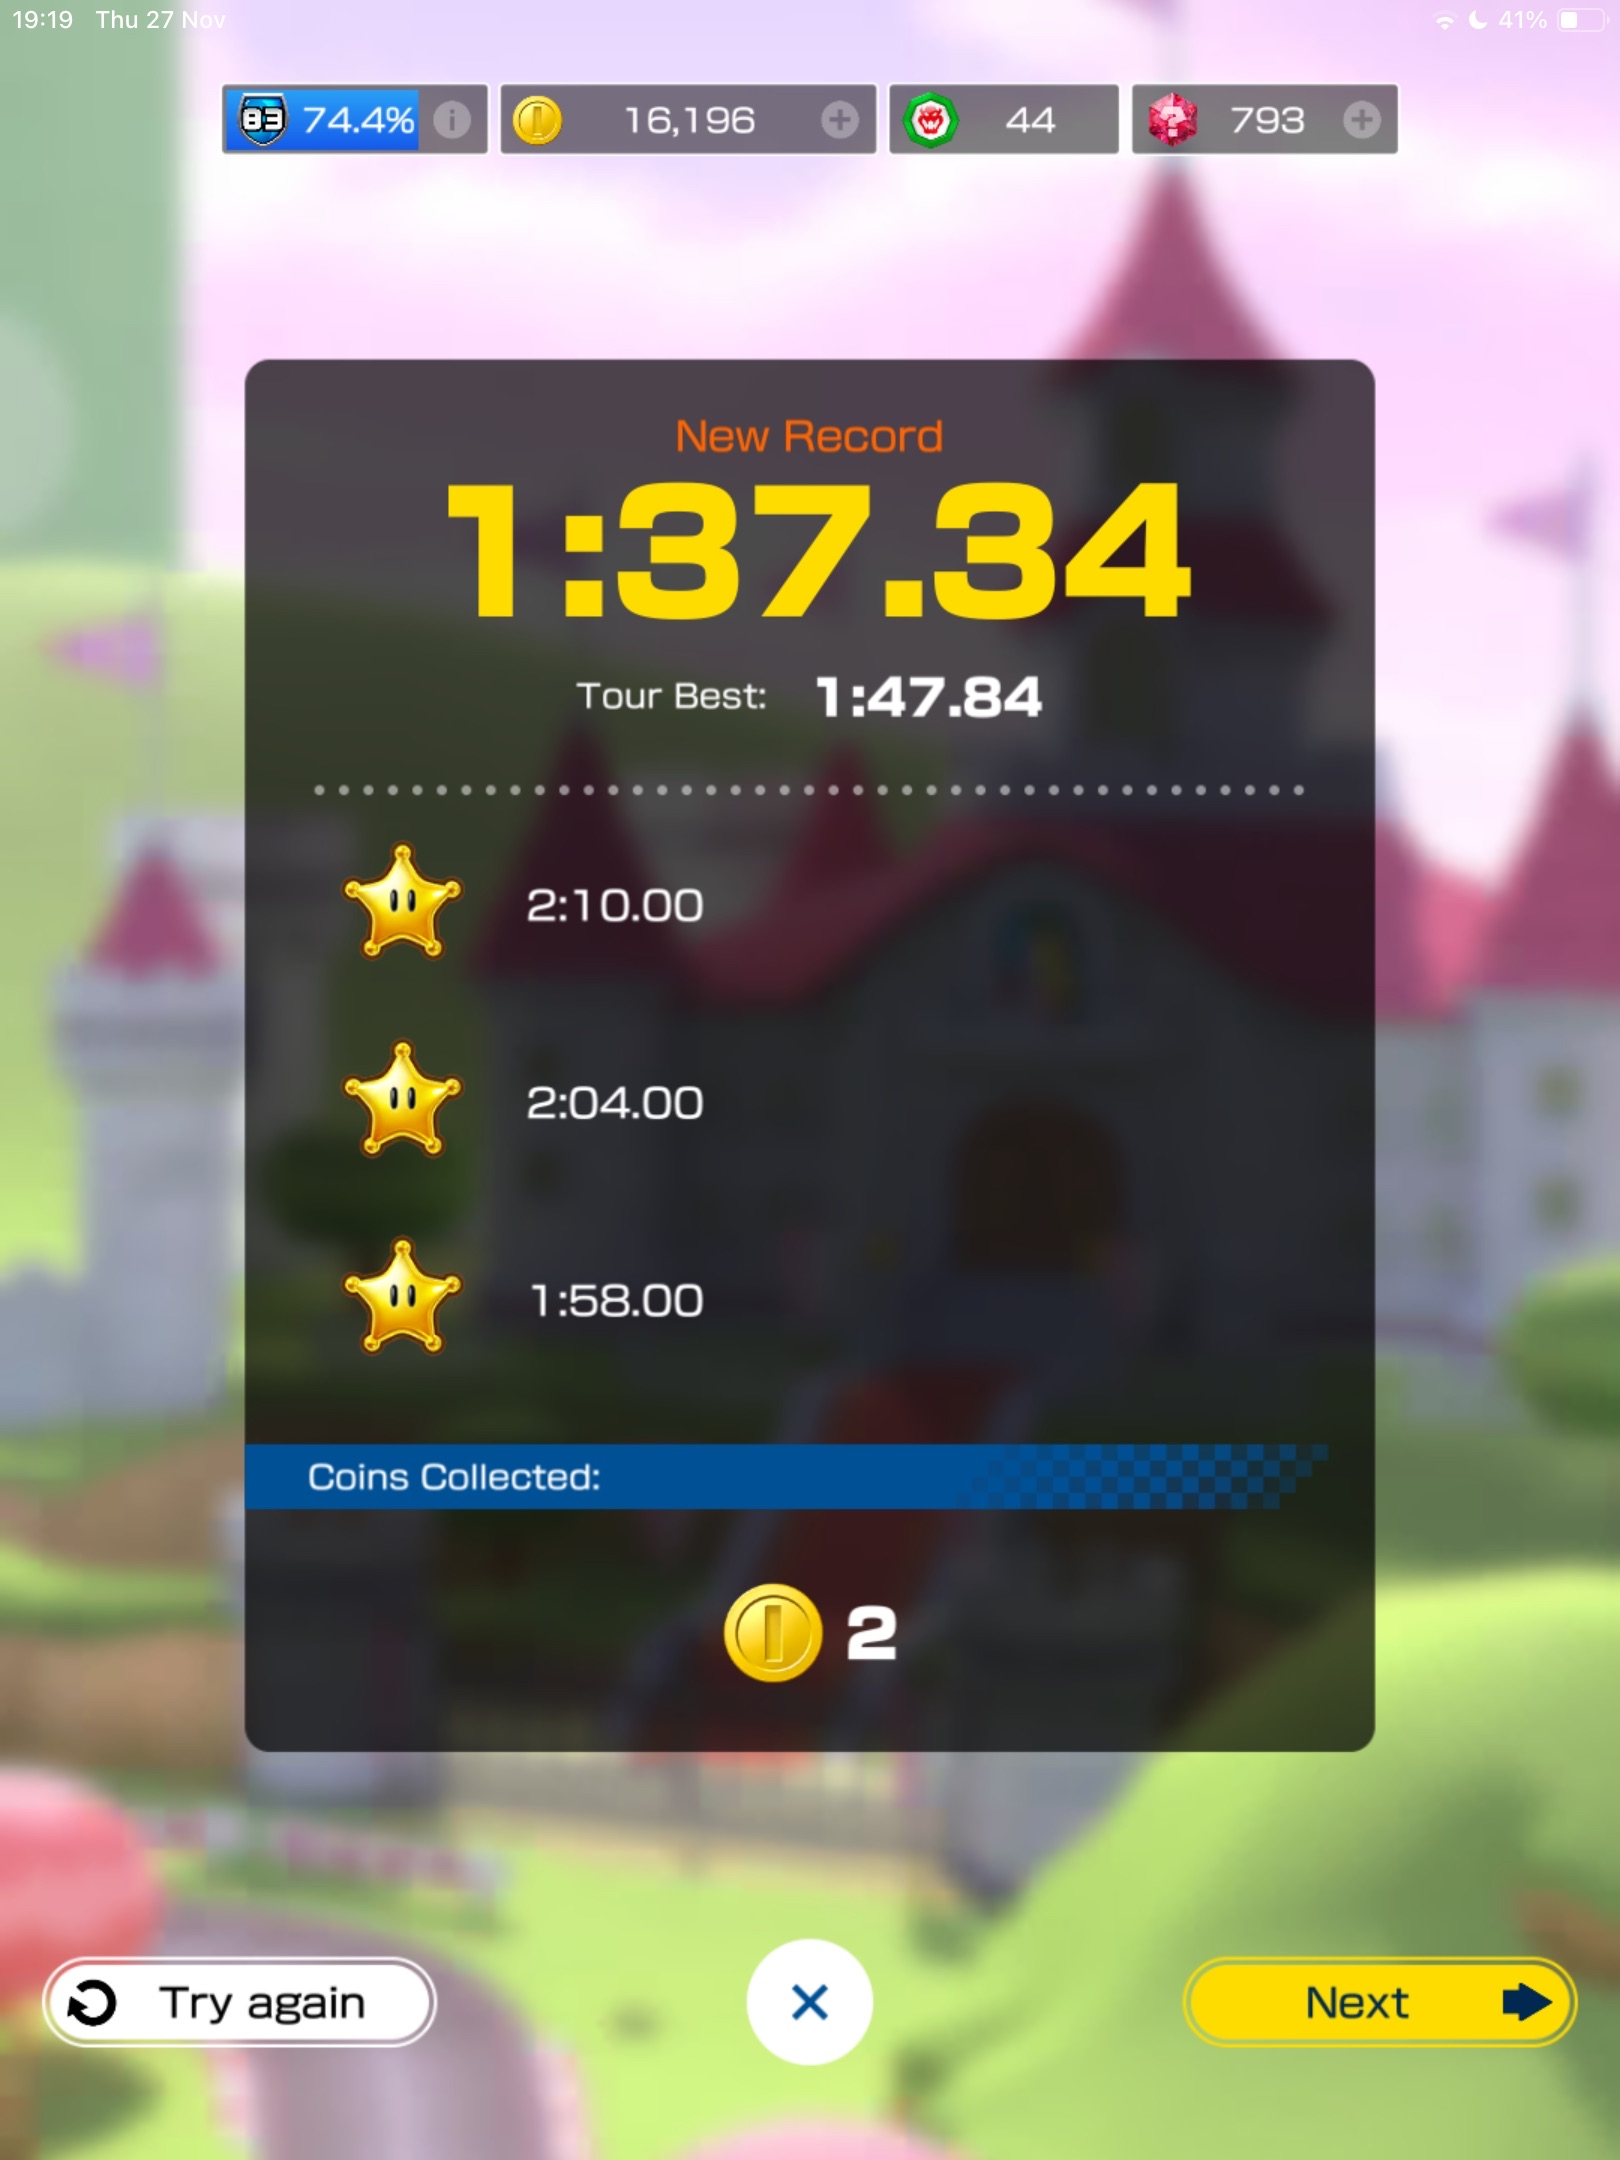 19:19 Thu 27 Nov 41%
83 74.4% i 16,196 + 44 ? 793 +
New Record
1:37.34
Tour Best: 1:47.84
2:10.00
2:04.00
1:58.00
Coins Collected:
2
Try again × Next